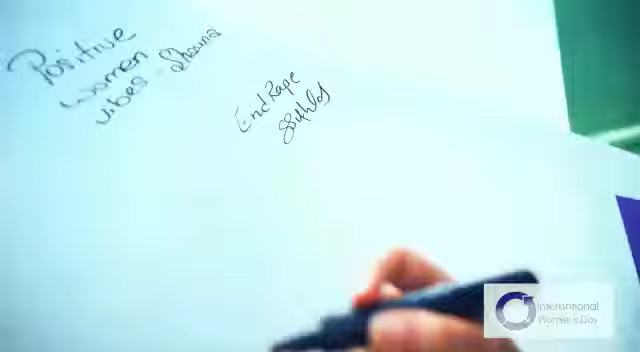 Positive
women
vibes - Shauna
End Rape
International
Women's Day